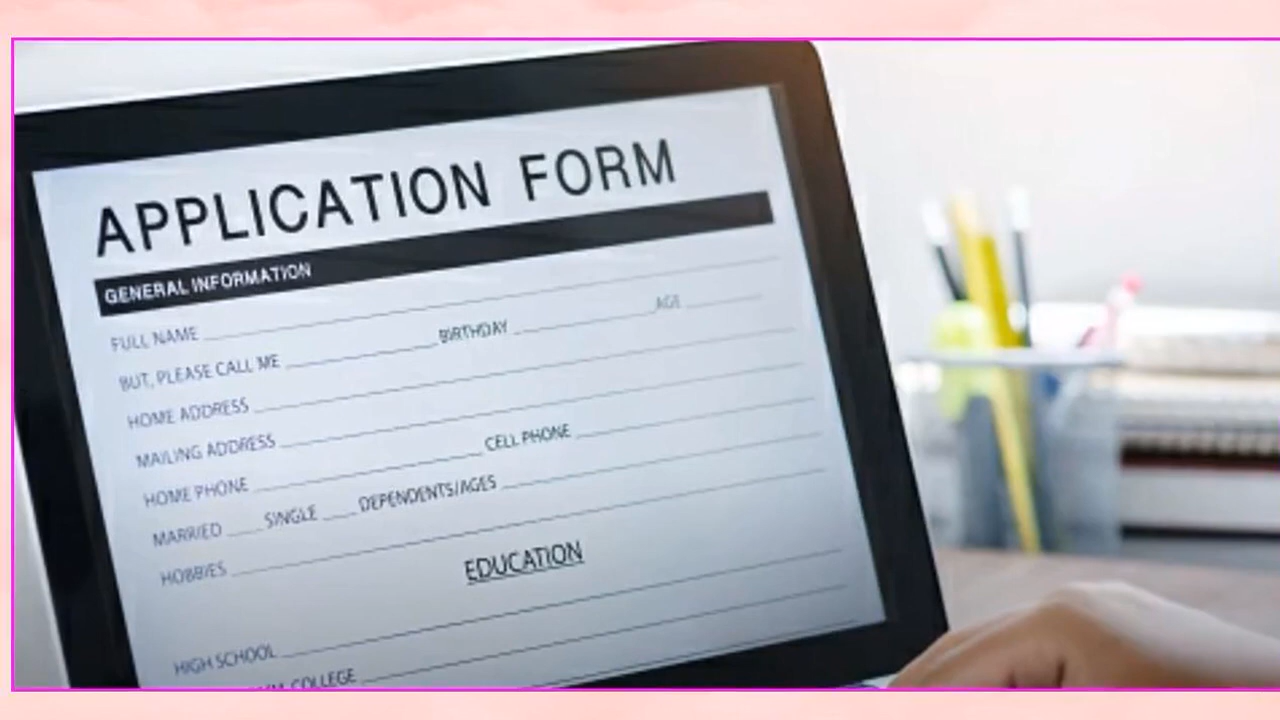 APPLICATION FORM
GENERAL INFORMATION
FULL NAME
BUT, PLEASE CALL ME BIRTHDAY AGE
HOME ADDRESS
MAILING ADDRESS
HOME PHONE CELL PHONE
MARRIED SINGLE DEPENDENTS/AGES
HOBBIES
EDUCATION
HIGH SCHOOL
COLLEGE